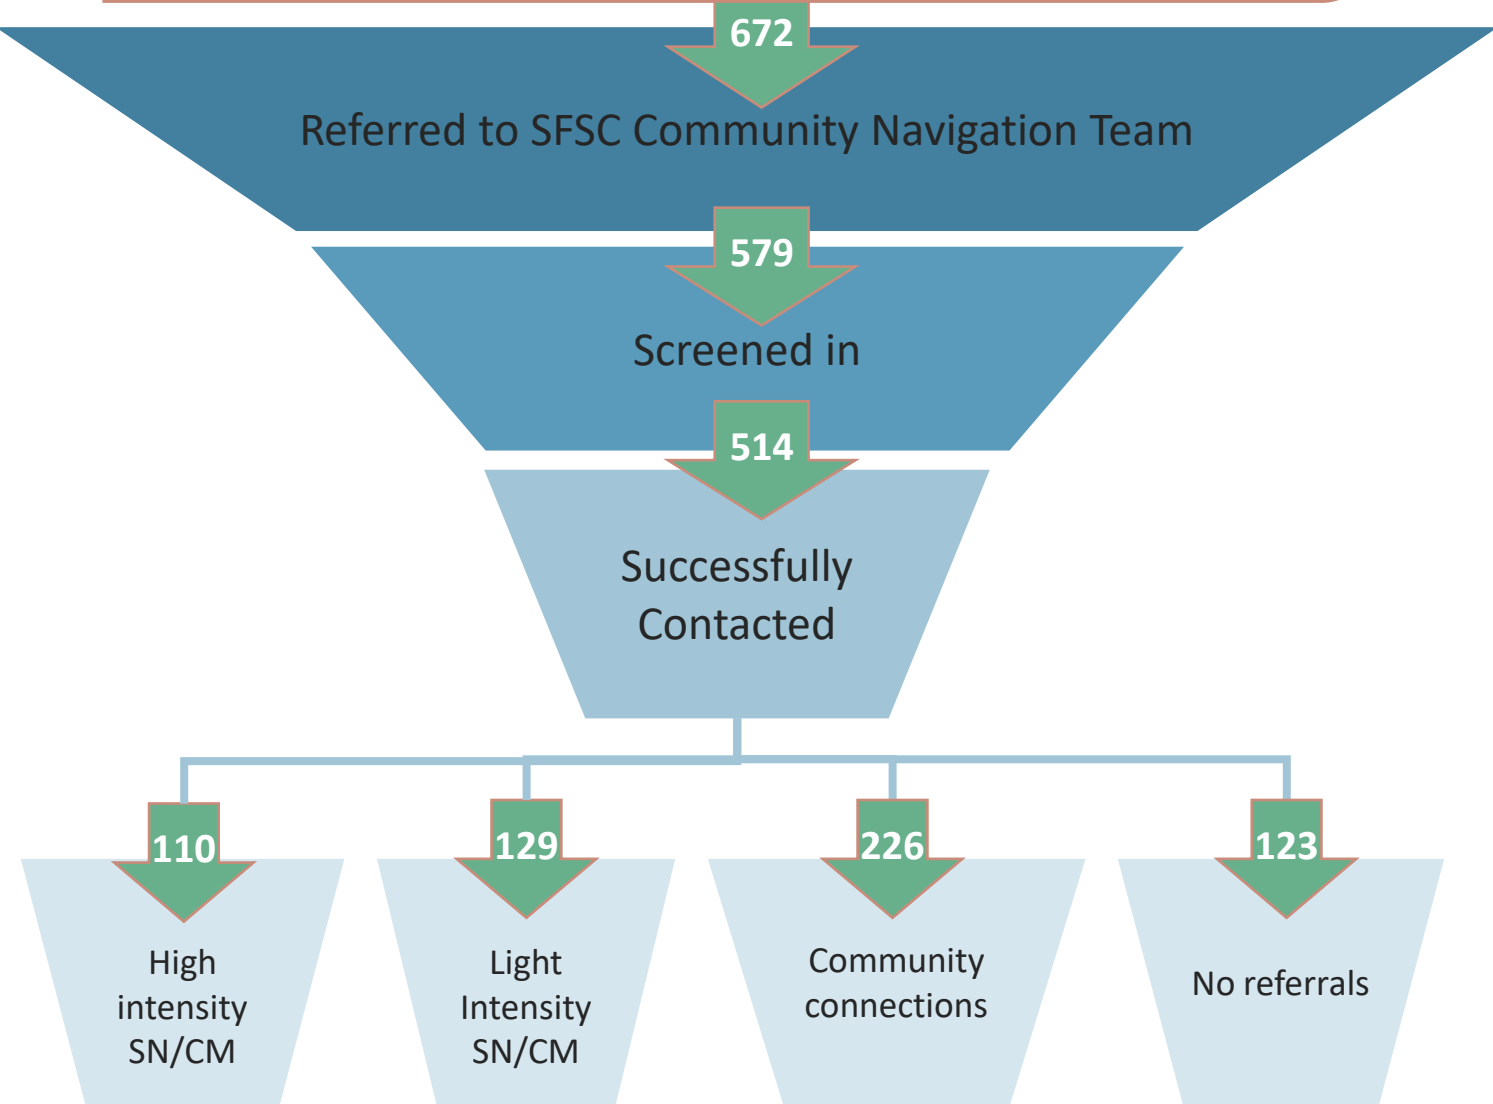 672
Referred to SFSC Community Navigation Team
579
Screened in
514
Successfully
Contacted
110
129
226
123
High
intensity
SN/CM
Light
Intensity
SN/CM
Community
connections
No referrals